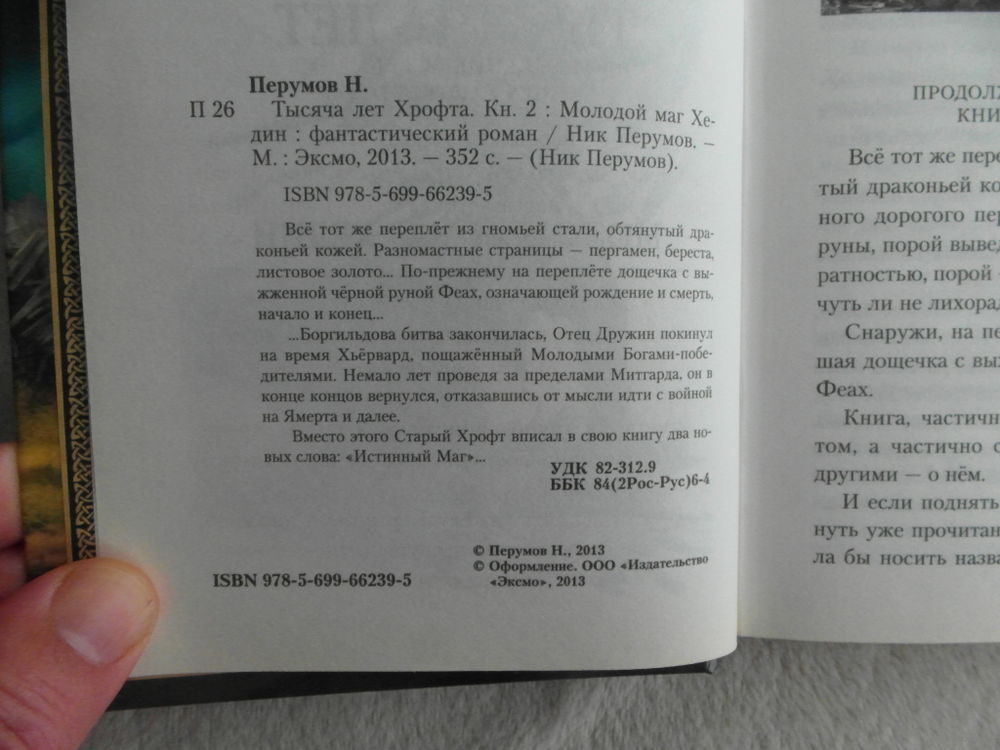 Перумов Н.
П 26 Тысяча лет Хрофта. Кн. 2 : Молодой маг Хе-
дин : фантастический роман / Ник Перумов. –
М. : Эксмо, 2013. — 352 с. — (Ник Перумов).
ISBN 978-5-699-66239-5
Всё тот же переплёт из гномьей стали, обтянутый дра-
коньей кожей. Разномастные страницы — пергамен, береста,
листовое золото... По-прежнему на переплёте дощечка с вы-
жженной чёрной руной Феах, означающей рождение и смерть,
начало и конец...
...Боргильдова битва закончилась, Отец Дружин покинул
на время Хьёрвард, пощажённый Молодыми Богами-побе-
дителями. Немало лет проведя за пределами Митгарда, он в
конце концов вернулся, отказавшись от мысли идти с войной
на Ямерта и далее.
Вместо этого Старый Хрофт вписал в свою книгу два но-
вых слова: «Истинный Маг»...
УДК 82-312.9
ББК 84(2Рос-Рус)6-4
© Перумов Н., 2013
© Оформление. ООО «Издательство
«Эксмо», 2013
ISBN 978-5-699-66239-5
ПРОДОЛЖ
КНИ
Всё тот же пере
тый драконьей ко
ного дорогого пер
руны, порой вывед
ратностью, порой
чуть ли не лихорад
Снаружи, на пе
шая дощечка с вы
Феах.
Книга, частичн
том, а частично с
другими — о нём.
И если поднять
нуть уже прочитан
ла бы носить назва